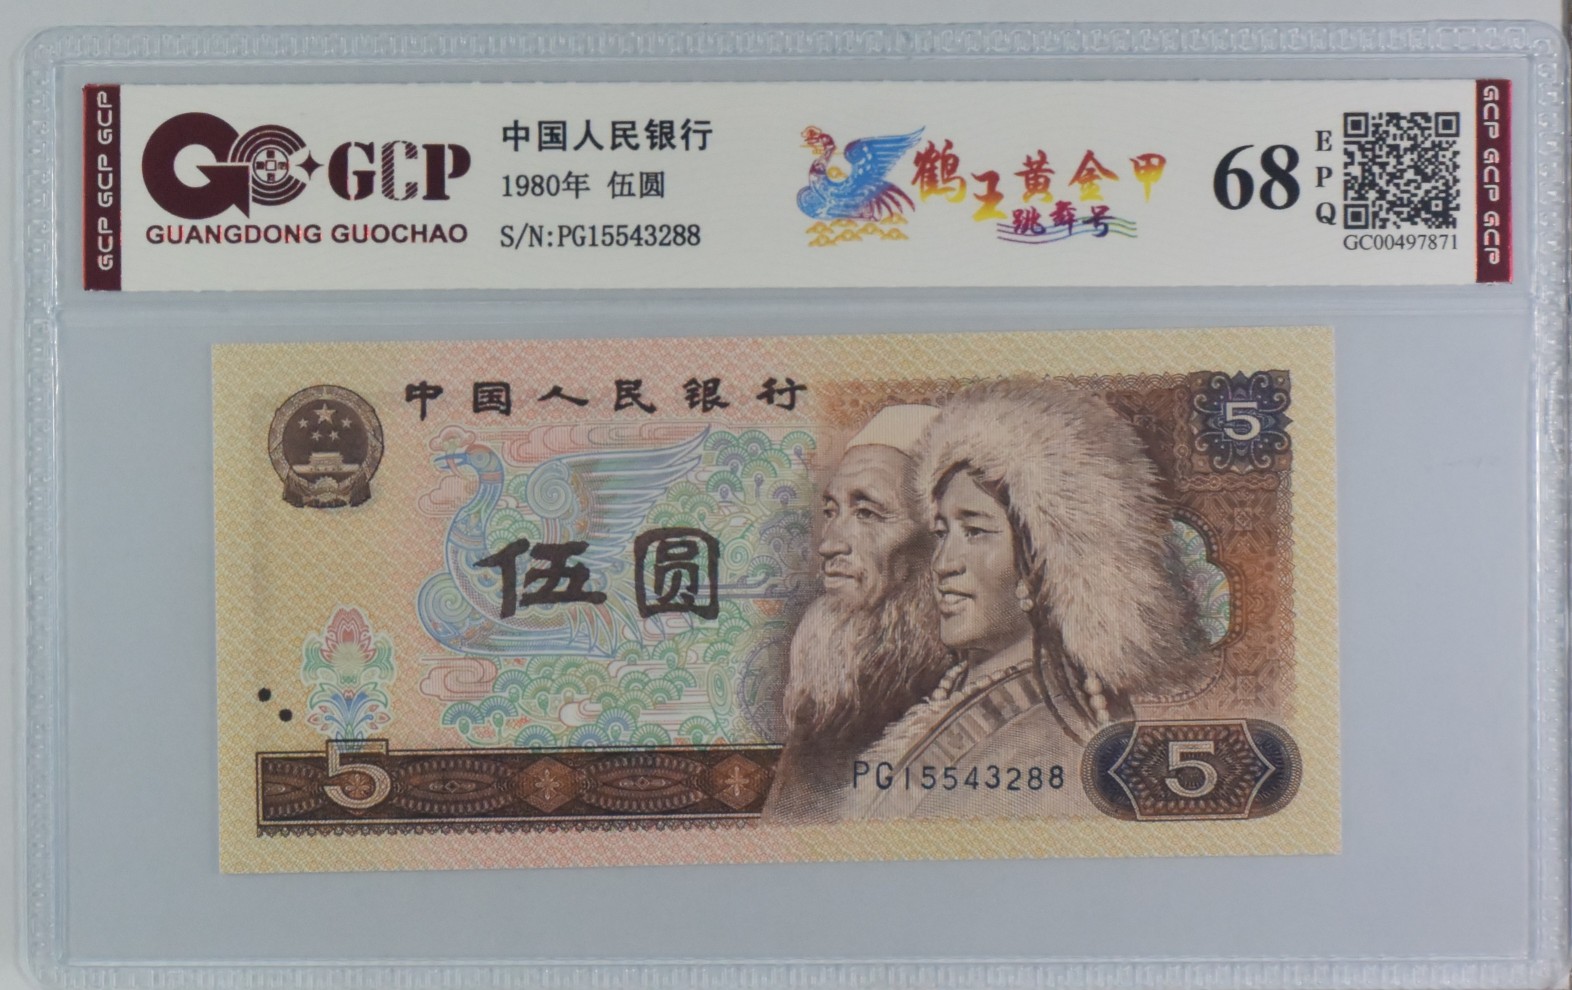 GCP GCP GCP
GCP
GUANGDONG GUOCHAO
中国人民银行
1980年 伍圆
S/N:PG15543288
鹤王黄金甲
跳舞号
68
EPQ
GC00497871
GCP GCP GCP
中国人民银行
5
伍圆
5
PG15543288
5